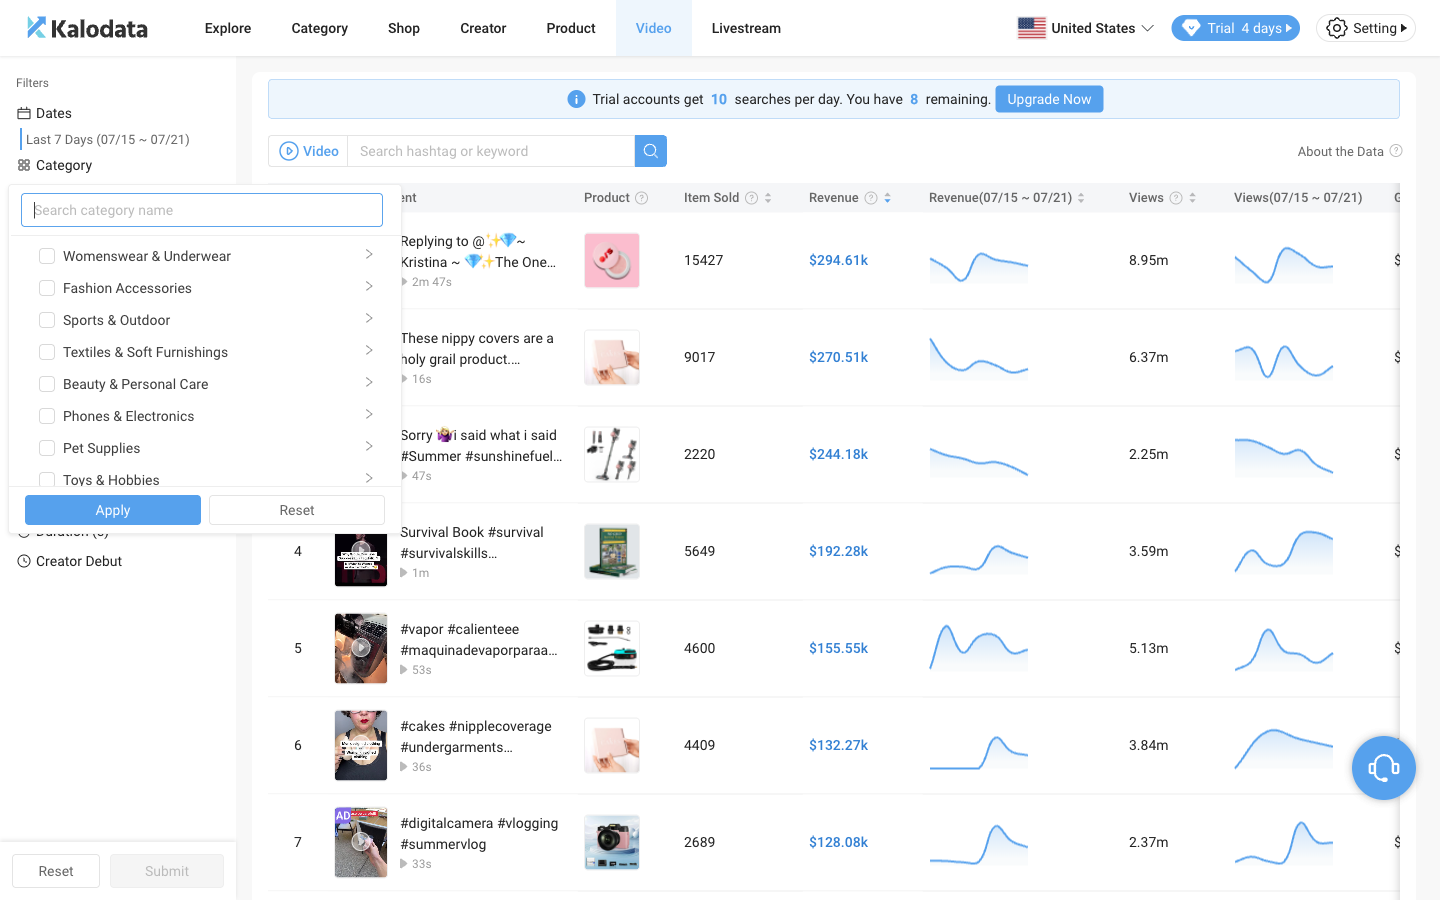 Kalodata
Explore
Category
Shop
Creator
Product
Video
Livestream
United States
Trial 4 days
Setting
Filters
Dates
Last 7 Days (07/15 ~ 07/21)
Category
Search category name
Womenswear & Underwear
Fashion Accessories
Sports & Outdoor
Textiles & Soft Furnishings
Beauty & Personal Care
Phones & Electronics
Pet Supplies
Toys & Hobbies
Apply
Reset
Duration (s)
Creator Debut
Reset
Submit
Trial accounts get 10 searches per day. You have 8 remaining.
Upgrade Now
Video
Search hashtag or keyword
About the Data
ent
Product
Item Sold
Revenue
Revenue(07/15 ~ 07/21)
Views
Views(07/15 ~ 07/21)
Replying to @✨💎~
Kristina ~ 💎✨The One...
2m 47s
15427
$294.61k
8.95m
$
These nippy covers are a
holy grail product....
16s
9017
$270.51k
6.37m
$
Sorry 🤷‍♀️i said what i said
#Summer #sunshinefuel...
47s
2220
$244.18k
2.25m
$
4
Survival Book #survival
#survivalskills...
1m
5649
$192.28k
3.59m
$
5
#vapor #calienteee
#maquinadevaporparaa...
53s
4600
$155.55k
5.13m
$
6
#cakes #nipplecoverage
#undergarments...
36s
4409
$132.27k
3.84m
$
7
AD
#digitalcamera #vlogging
#summervlog
33s
2689
$128.08k
2.37m
$